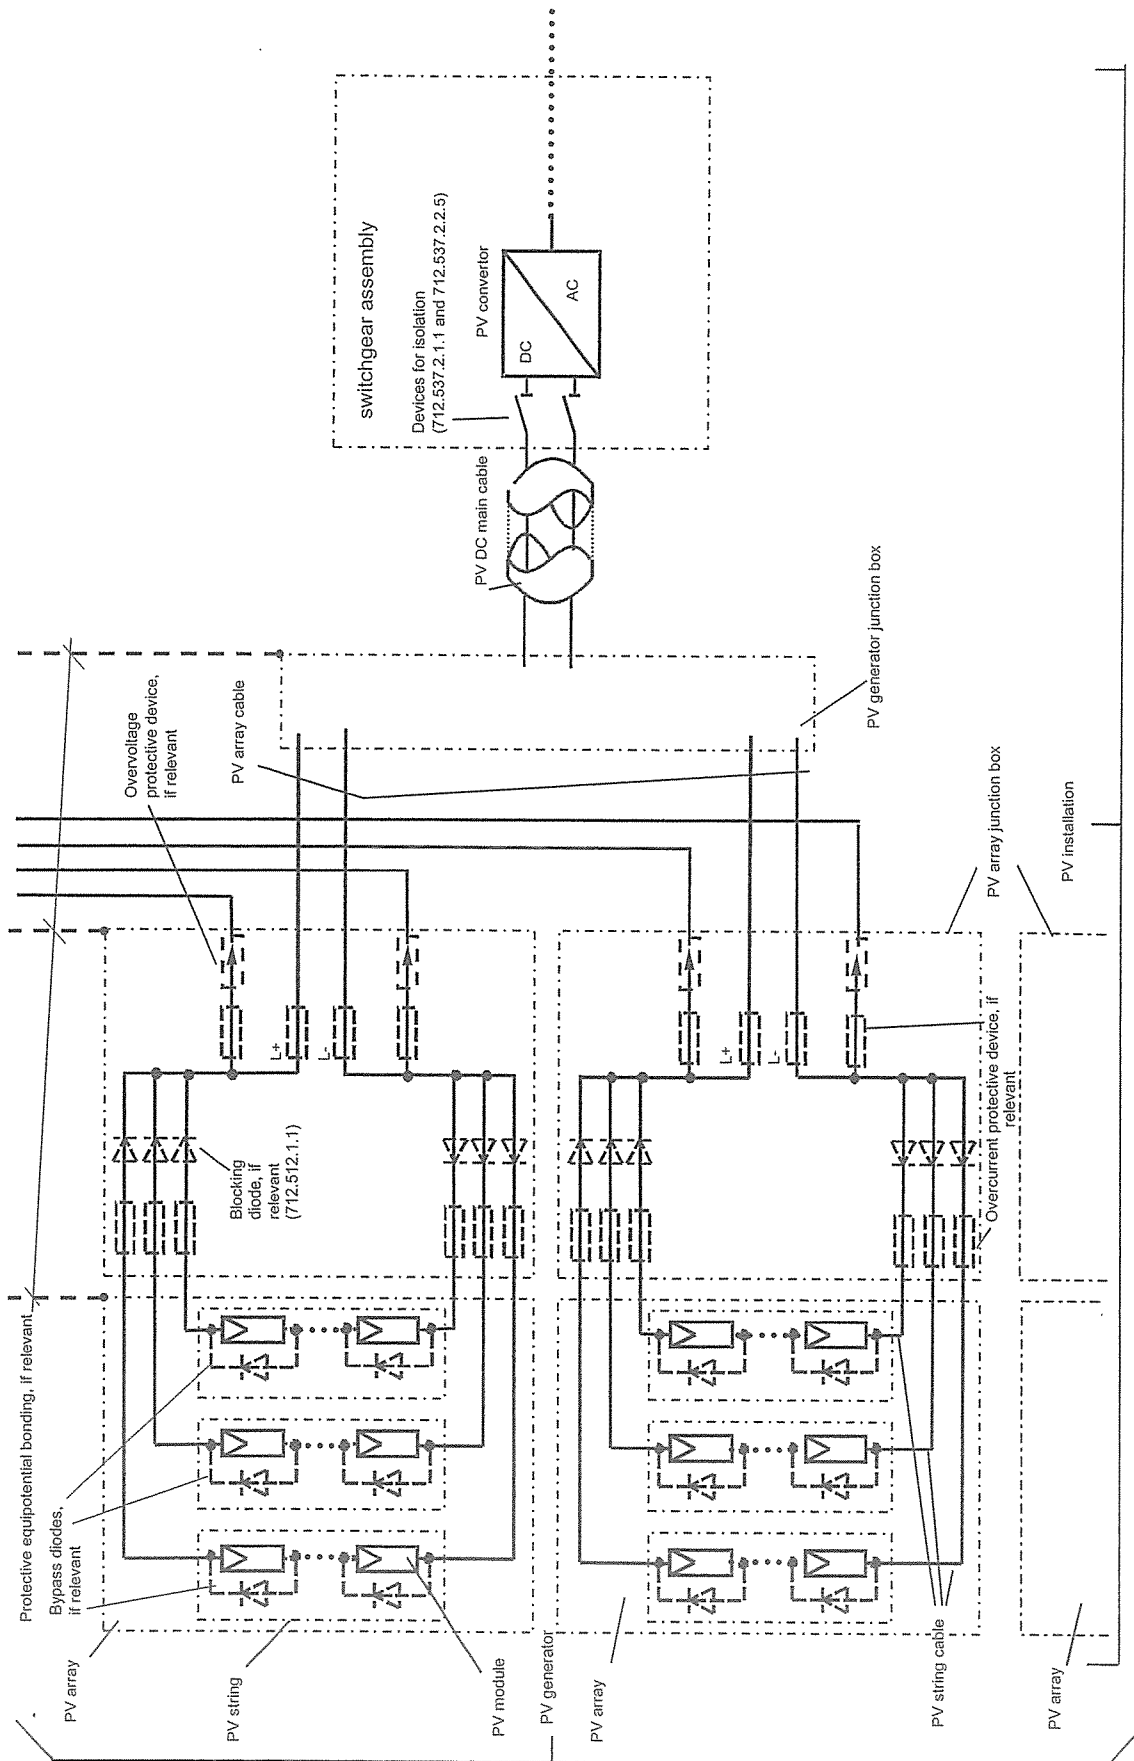 Protective equipotential bonding, if relevant
Bypass diodes,
if relevant
PV array
PV string
PV module
PV generator
PV array
PV string cable
PV array
Blocking
diode, if
relevant
(712.512.1.1)
L+
L-
L+
L-
Overcurrent protective device, if
relevant
Overvoltage
protective device,
if relevant
PV array cable
PV array junction box
PV installation
PV generator junction box
PV DC main cable
switchgear assembly
Devices for isolation
(712.537.2.1.1 and 712.537.2.2.5)
PV convertor
DC
AC